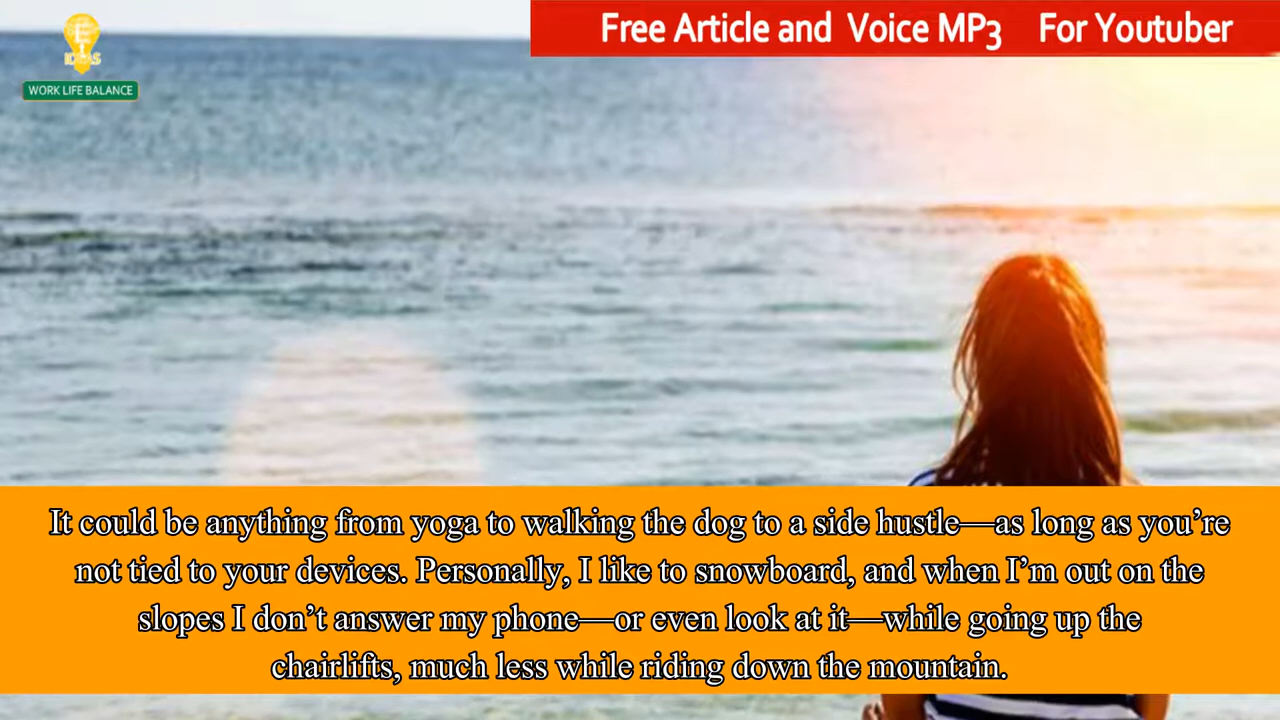 Free Article and Voice MP3 For Youtuber
WORK LIFE BALANCE
It could be anything from yoga to walking the dog to a side hustle—as long as you’re
not tied to your devices. Personally, I like to snowboard, and when I’m out on the
slopes I don’t answer my phone—or even look at it—while going up the
chairlifts, much less while riding down the mountain.